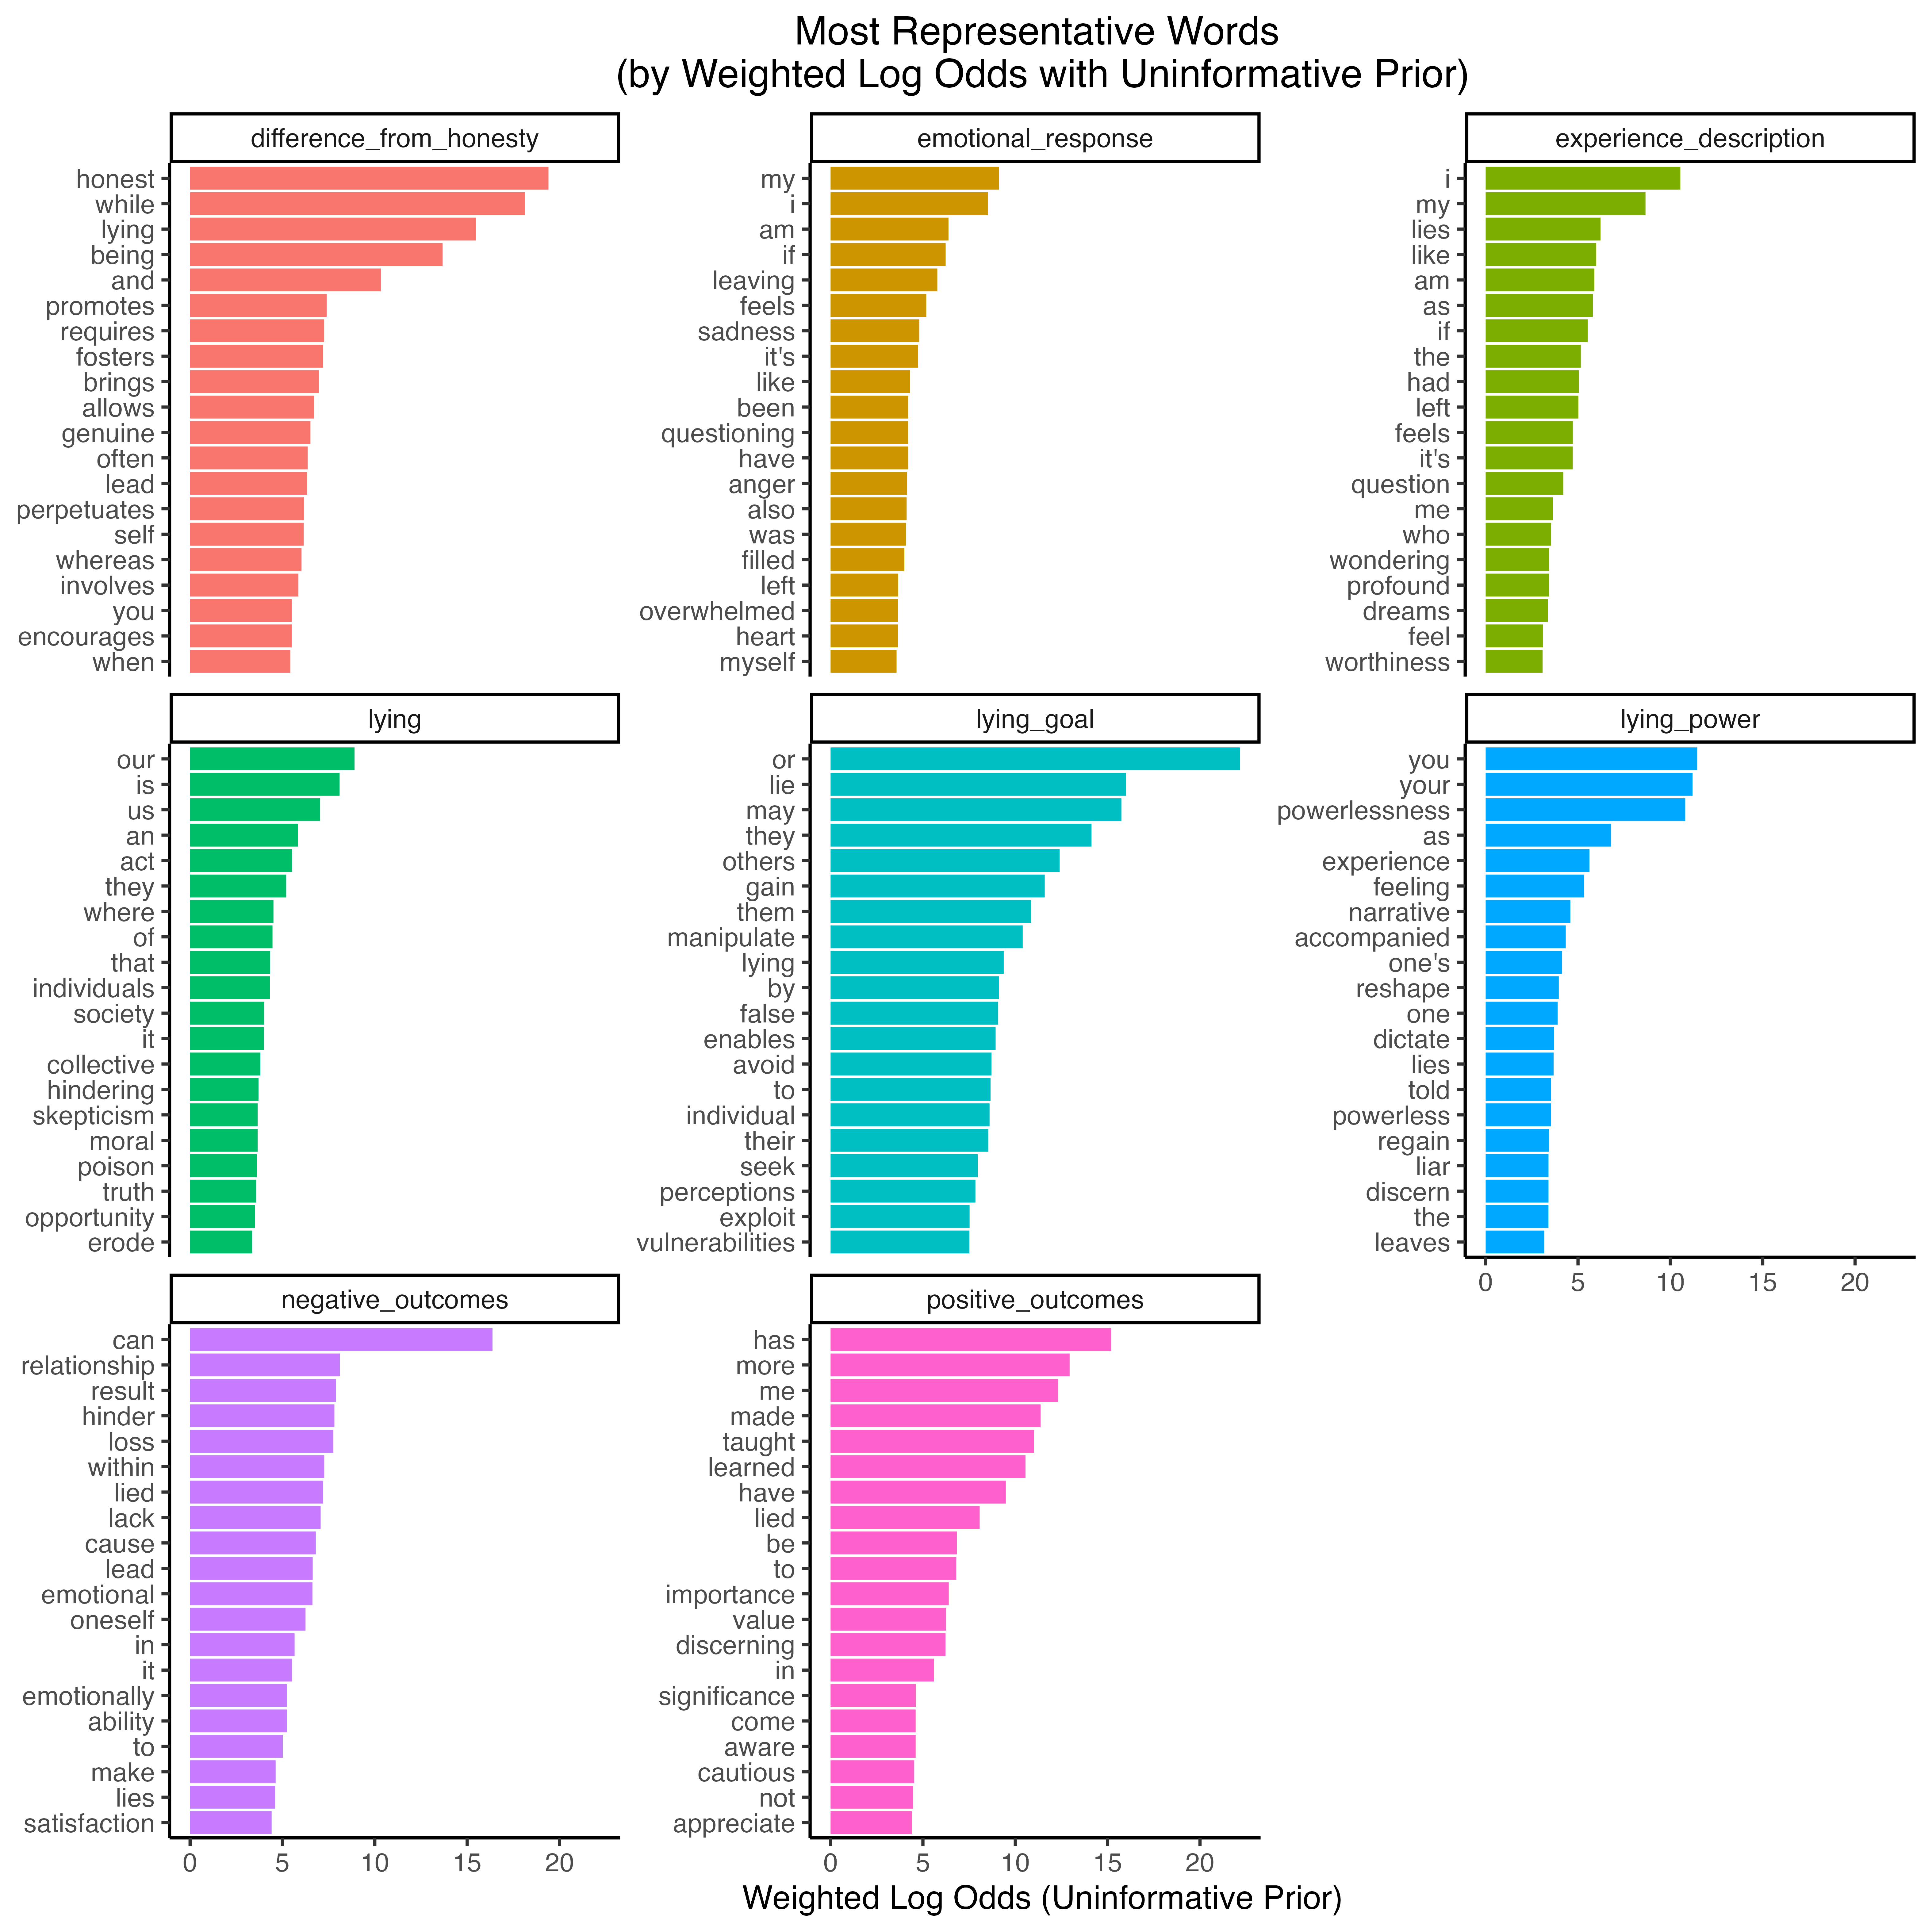 Most Representative Words
(by Weighted Log Odds with Uninformative Prior)
difference_from_honesty
honest
while
lying
being
and
promotes
requires
fosters
brings
allows
genuine
often
lead
perpetuates
self
whereas
involves
you
encourages
when
emotional_response
my
i
am
if
leaving
feels
sadness
it's
like
been
questioning
have
anger
also
was
filled
left
overwhelmed
heart
myself
experience_description
i
my
lies
like
am
as
if
the
had
left
feels
it's
question
me
who
wondering
profound
dreams
feel
worthiness
lying
our
is
us
an
act
they
where
of
that
individuals
society
it
collective
hindering
skepticism
moral
poison
truth
opportunity
erode
lying_goal
or
lie
may
they
others
gain
them
manipulate
lying
by
false
enables
avoid
to
individual
their
seek
perceptions
exploit
vulnerabilities
lying_power
you
your
powerlessness
as
experience
feeling
narrative
accompanied
one's
reshape
one
dictate
lies
told
powerless
regain
liar
discern
the
leaves
0 5 10 15 20
negative_outcomes
can
relationship
result
hinder
loss
within
lied
lack
cause
lead
emotional
oneself
in
it
emotionally
ability
to
make
lies
satisfaction
0 5 10 15 20
positive_outcomes
has
more
me
made
taught
learned
have
lied
be
to
importance
value
discerning
in
significance
come
aware
cautious
not
appreciate
0 5 10 15 20
Weighted Log Odds (Uninformative Prior)